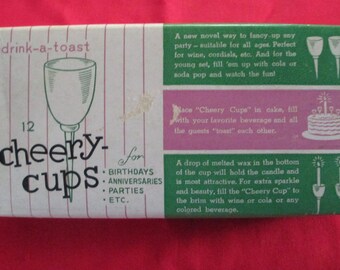 drink-a-toast
12
cheery-
cups
for
• BIRTHDAYS
• ANNIVERSARIES
• PARTIES
• ETC.
A new novel way to fancy up any
party - suitable for all ages. Perfect
for wine, cordials, etc. And for
the young set, fill 'em up with cola or
soda pop and watch the fun!
"Cheery Cups" in cake, fill
with your favorite beverage and all
the guests "toast" each other.
A drop of melted wax in the bottom
of the cup will hold the candle and
is most attractive. For extra sparkle
and beauty, fill the "Cheery Cup" to
the brim with wine or cola or any
colored beverage.